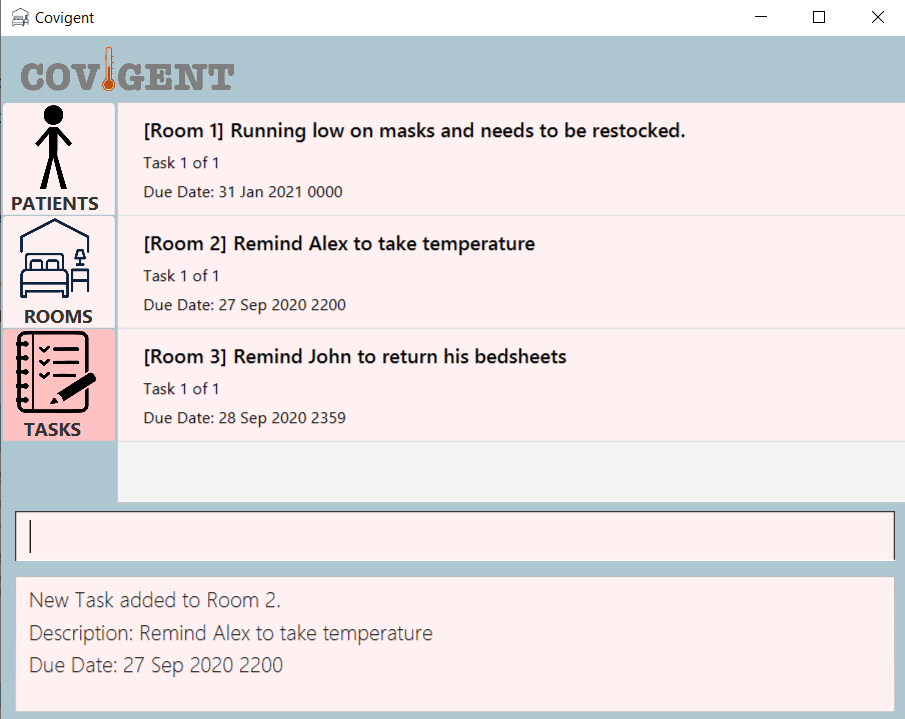 Covigent
COVIGENT
PATIENTS
ROOMS
TASKS
[Room 1] Running low on masks and needs to be restocked.
Task 1 of 1
Due Date: 31 Jan 2021 0000
[Room 2] Remind Alex to take temperature
Task 1 of 1
Due Date: 27 Sep 2020 2200
[Room 3] Remind John to return his bedsheets
Task 1 of 1
Due Date: 28 Sep 2020 2359
New Task added to Room 2.
Description: Remind Alex to take temperature
Due Date: 27 Sep 2020 2200